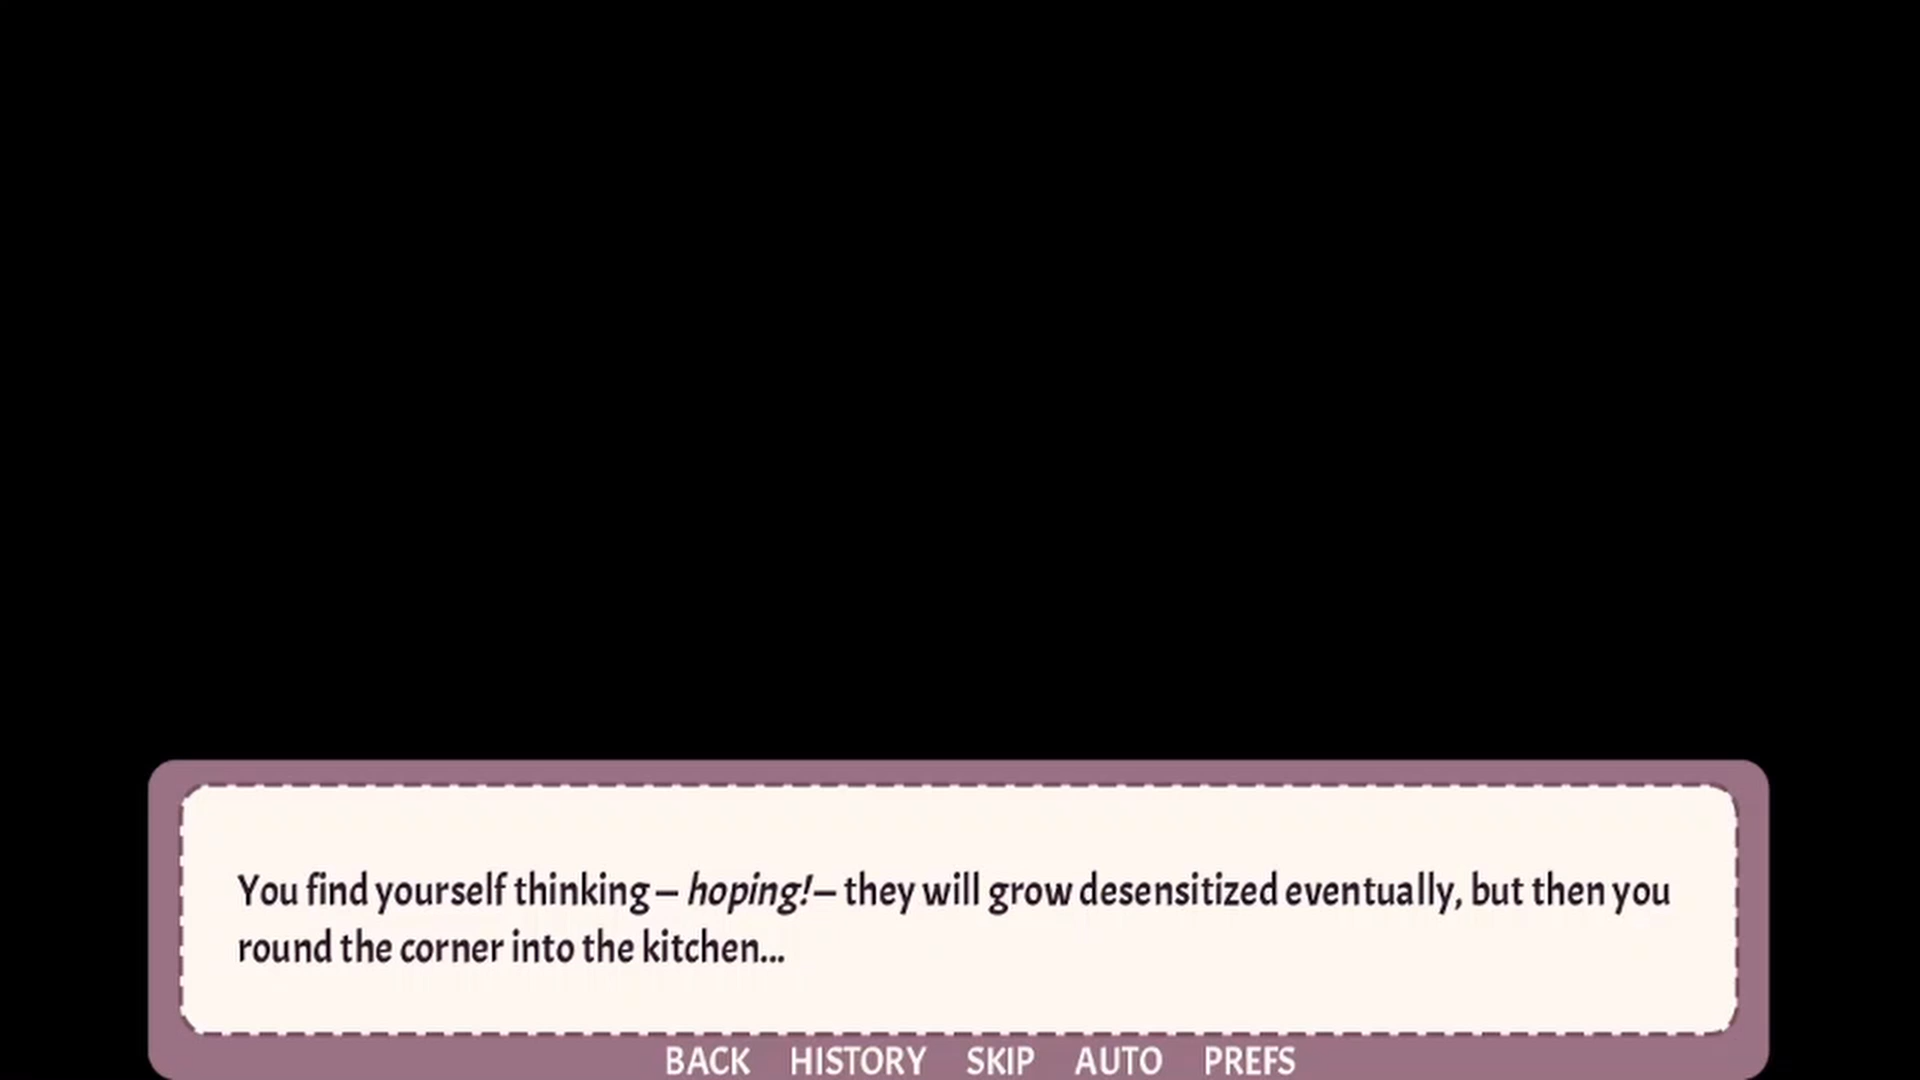 You find yourself thinking – hoping! – they will grow desensitized eventually, but then you
round the corner into the kitchen...
BACK HISTORY SKIP AUTO PREFS